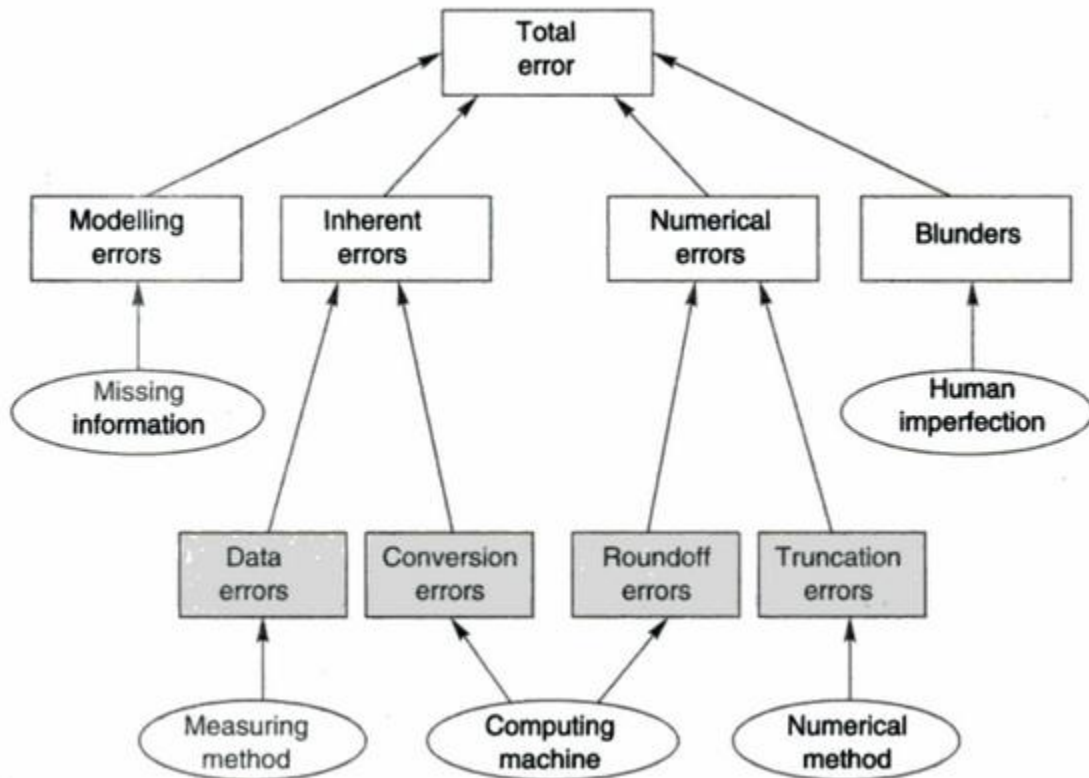 Total
error
Modelling
errors
Inherent
errors
Numerical
errors
Blunders
Missing
information
Human
imperfection
Data
errors
Conversion
errors
Roundoff
errors
Truncation
errors
Measuring
method
Computing
machine
Numerical
method